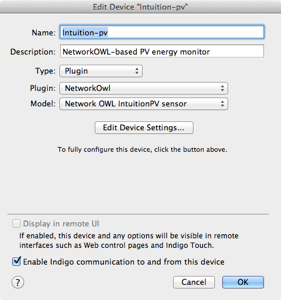 Edit Device "Intuition-pv"
Name: Intuition-pv
Description: NetworkOWL-based PV energy monitor
Type: Plugin
Plugin: NetworkOwl
Model: Network OWL IntuitionPV sensor
Edit Device Settings...
To fully configure this device, click the button above.
Display in remote UI
If enabled, this device and any options will be visible in remote
interfaces such as Web control pages and Indigo Touch.
Enable Indigo communication to and from this device
? Cancel OK